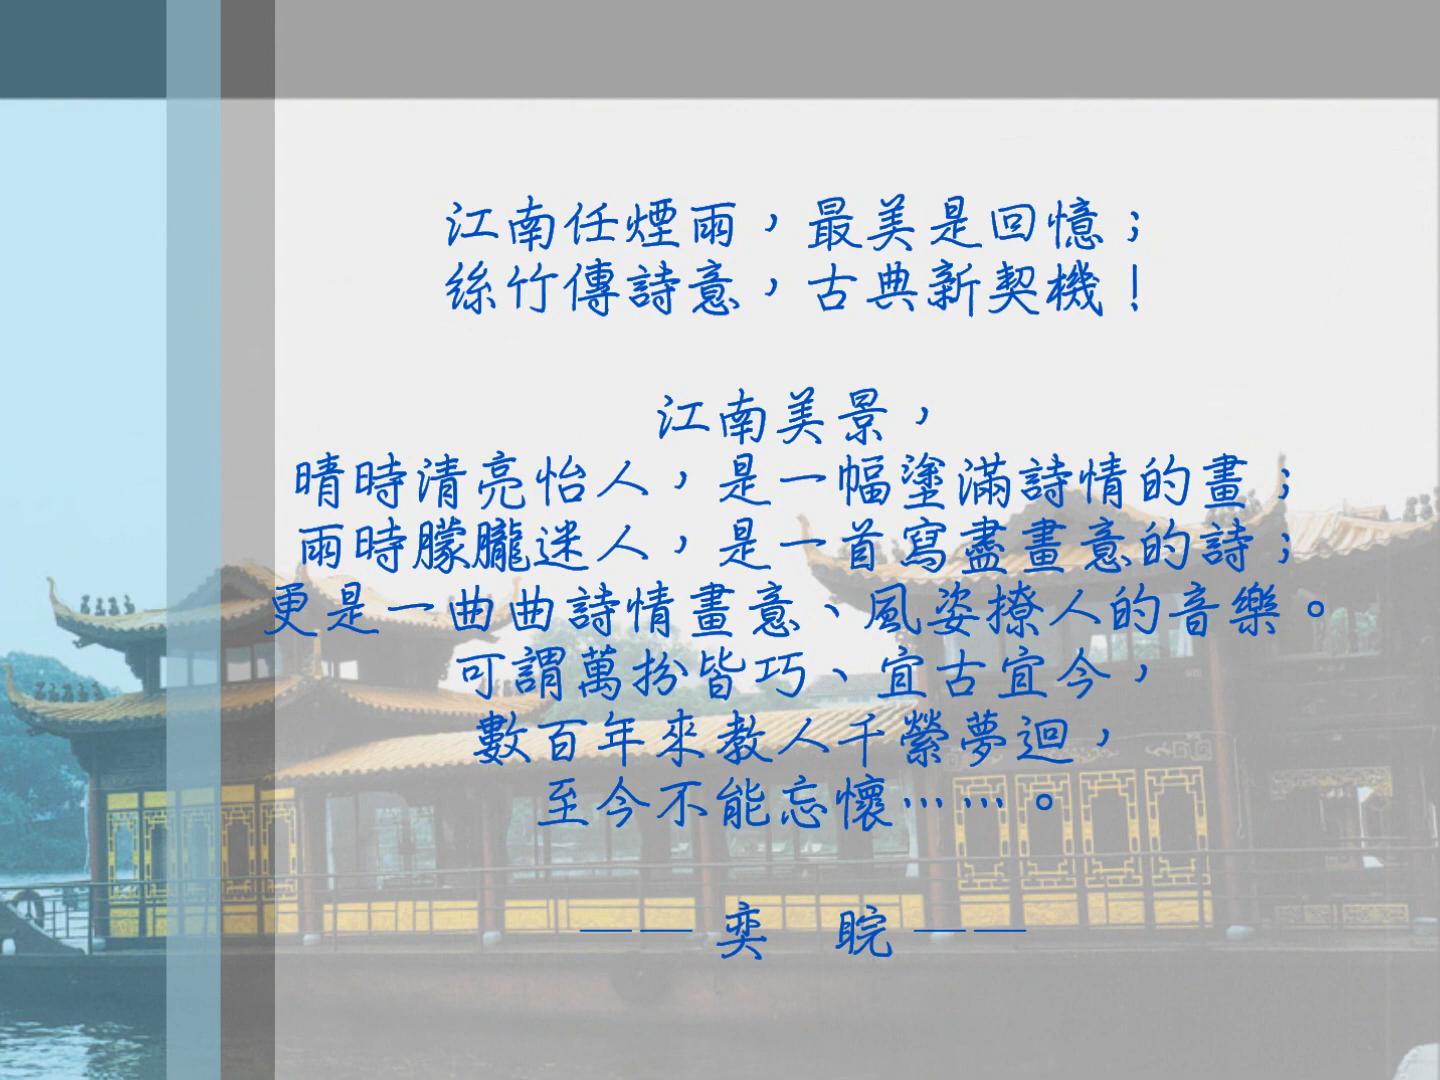 江南任煙雨，最美是回憶；
絲竹傳詩意，古典新契機！
江南美景，
晴時清亮怡人，是一幅塗滿詩情的畫；
雨時朦朧迷人，是一首寫盡畫意的詩；
更是一曲曲詩情畫意、風姿撩人的音樂。
可謂萬扮皆巧、宜古宜今，
數百年來教人千縈夢迴，
至今不能忘懷……。
——奕　睆——